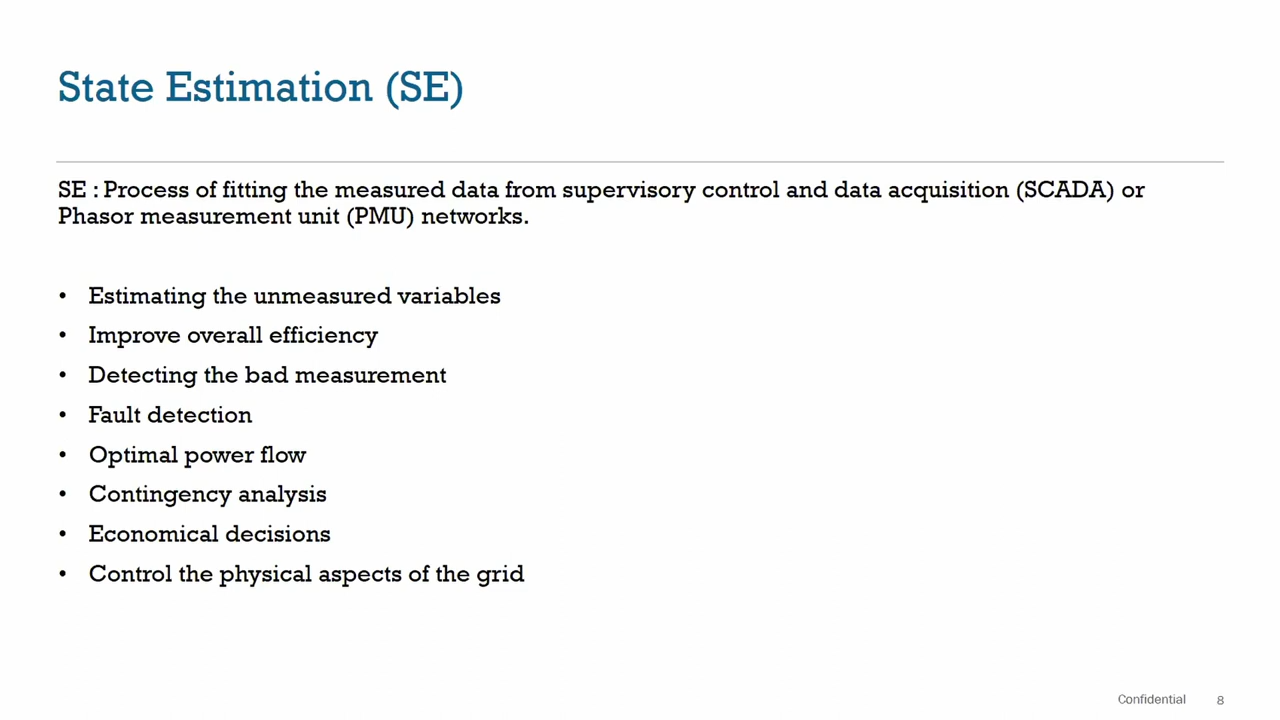 State Estimation (SE)
SE : Process of fitting the measured data from supervisory control and data acquisition (SCADA) or
Phasor measurement unit (PMU) networks.
• Estimating the unmeasured variables
• Improve overall efficiency
• Detecting the bad measurement
• Fault detection
• Optimal power flow
• Contingency analysis
• Economical decisions
• Control the physical aspects of the grid
Confidential 8